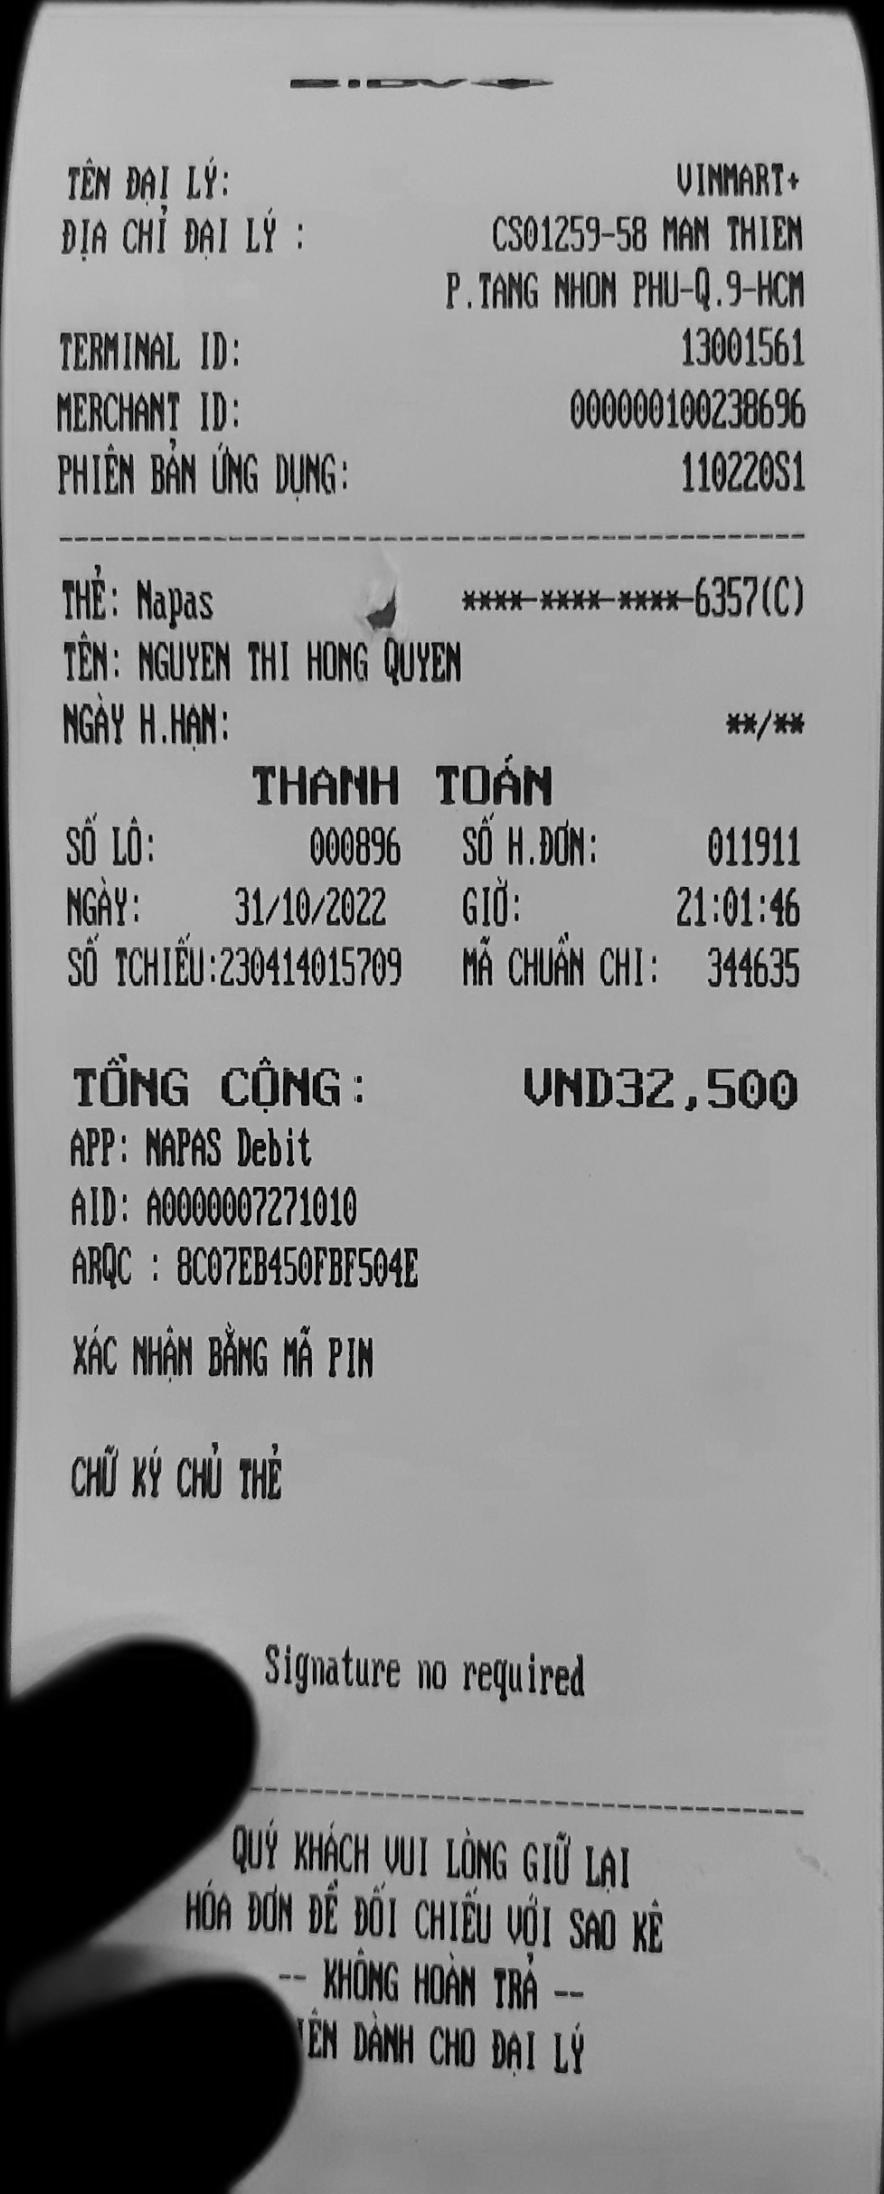 BIDV
TÊN ĐẠI LÝ: VINMART+
ĐỊA CHỈ ĐẠI LÝ : CS01259-58 MAN THIEN
P.TANG NHON PHU-Q.9-HCM
TERMINAL ID: 13001561
MERCHANT ID: 000000100238696
PHIÊN BẢN ỨNG DỤNG: 110220S1
THẺ: Napas ****-****-****-6357(C)
TÊN: NGUYEN THI HONG QUYEN
NGÀY H.HẠN: **/**
THANH TOÁN
SỐ LÔ: 000896 SỐ H.ĐƠN: 011911
NGÀY: 31/10/2022 GIỜ: 21:01:46
SỐ TCHIẾU:230414015709 MÃ CHUẨN CHI: 344635
TỔNG CỘNG: VND32,500
APP: NAPAS Debit
AID: A0000007271010
ARQC : 8C07EB450FBF504E
XÁC NHẬN BẰNG MÃ PIN
CHỮ KÝ CHỦ THẺ
Signature no required
QUÝ KHÁCH VUI LÒNG GIỮ LẠI
HÓA ĐƠN ĐỂ ĐỐI CHIẾU VỚI SAO KÊ
-- KHÔNG HOÀN TRẢ --
DÀNH CHO ĐẠI LÝ